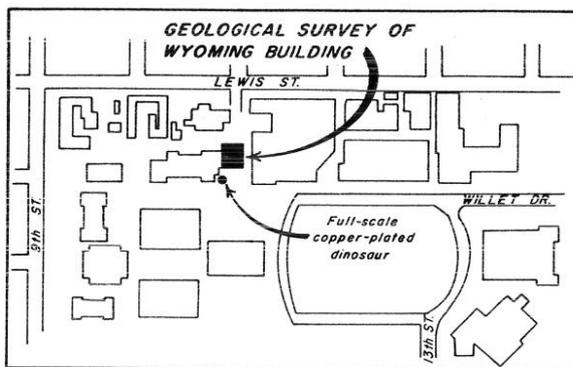 GEOLOGICAL SURVEY OF
WYOMING BUILDING
LEWIS ST.
WILLET DR.
9th ST.
Full-scale
copper-plated
dinosaur
13th ST.